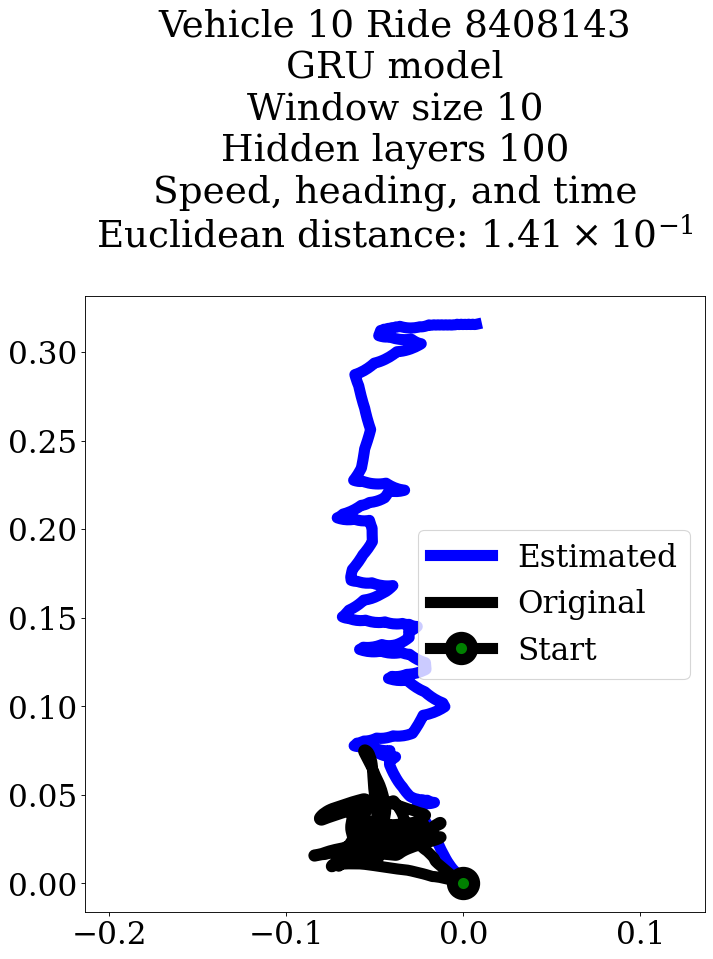 Vehicle 10 Ride 8408143
GRU model
Window size 10
Hidden layers 100
Speed, heading, and time
Euclidean distance: 1.41 × 10⁻¹
0.30
0.25
0.20
0.15
0.10
0.05
0.00
Estimated
Original
Start
−0.2
−0.1
0.0
0.1